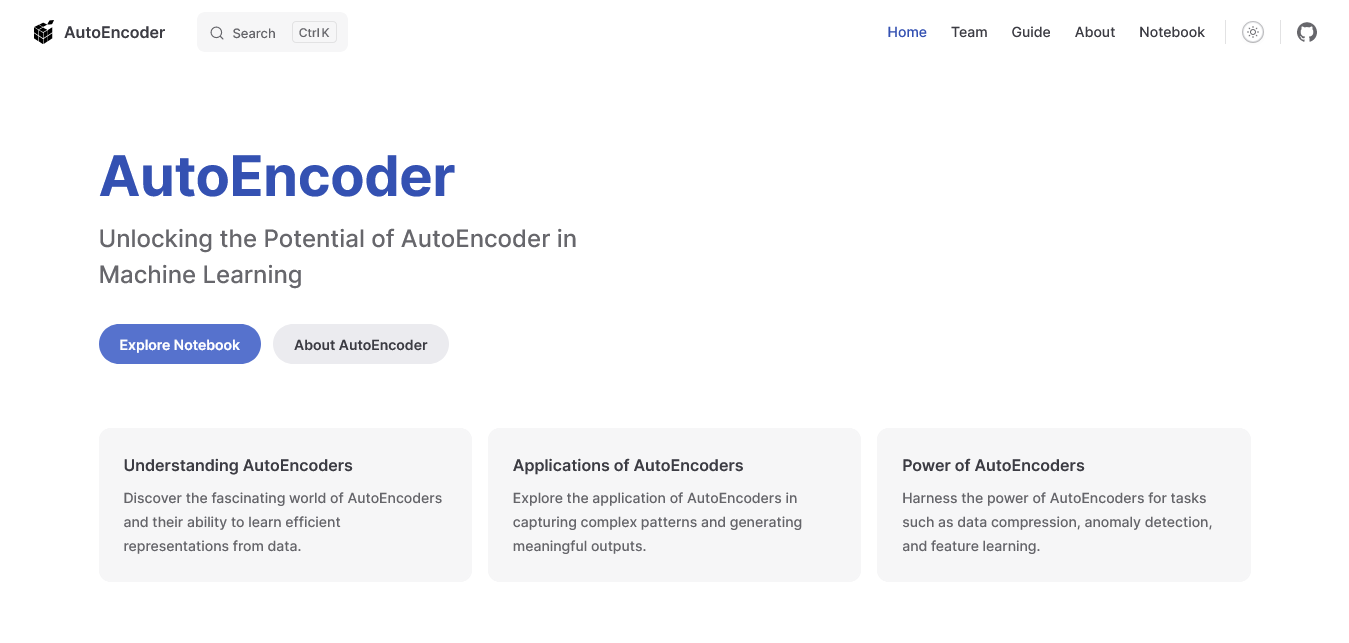 AutoEncoder
Search Ctrl K
Home Team Guide About Notebook
AutoEncoder
Unlocking the Potential of AutoEncoder in
Machine Learning
Explore Notebook
About AutoEncoder
Understanding AutoEncoders
Discover the fascinating world of AutoEncoders
and their ability to learn efficient
representations from data.
Applications of AutoEncoders
Explore the application of AutoEncoders in
capturing complex patterns and generating
meaningful outputs.
Power of AutoEncoders
Harness the power of AutoEncoders for tasks
such as data compression, anomaly detection,
and feature learning.